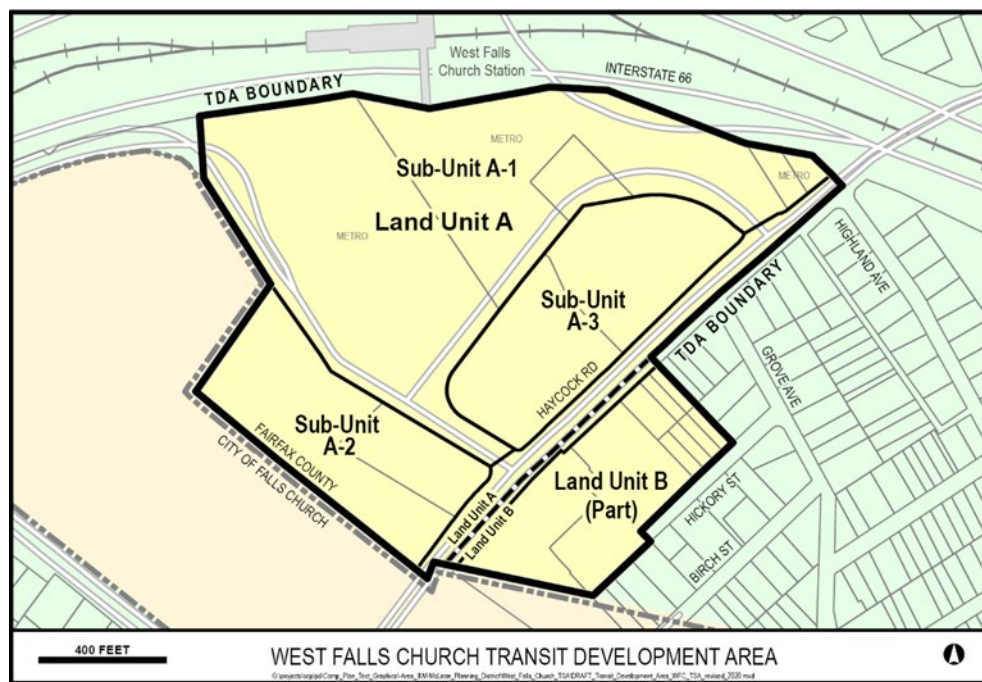 West Falls
Church Station
INTERSTATE 66
TDA BOUNDARY
METRO
Sub-Unit A-1
METRO
Land Unit A
METRO
HIGHLAND AVE
Sub-Unit
A-3
TDA BOUNDARY
GROVE AVE
HAYCOCK RD
Sub-Unit
A-2
FAIRFAX COUNTY
CITY OF FALLS CHURCH
Land Unit B
(Part)
HICKORY ST
Land Unit A
Land Unit B
BIRCH ST
400 FEET
WEST FALLS CHURCH TRANSIT DEVELOPMENT AREA